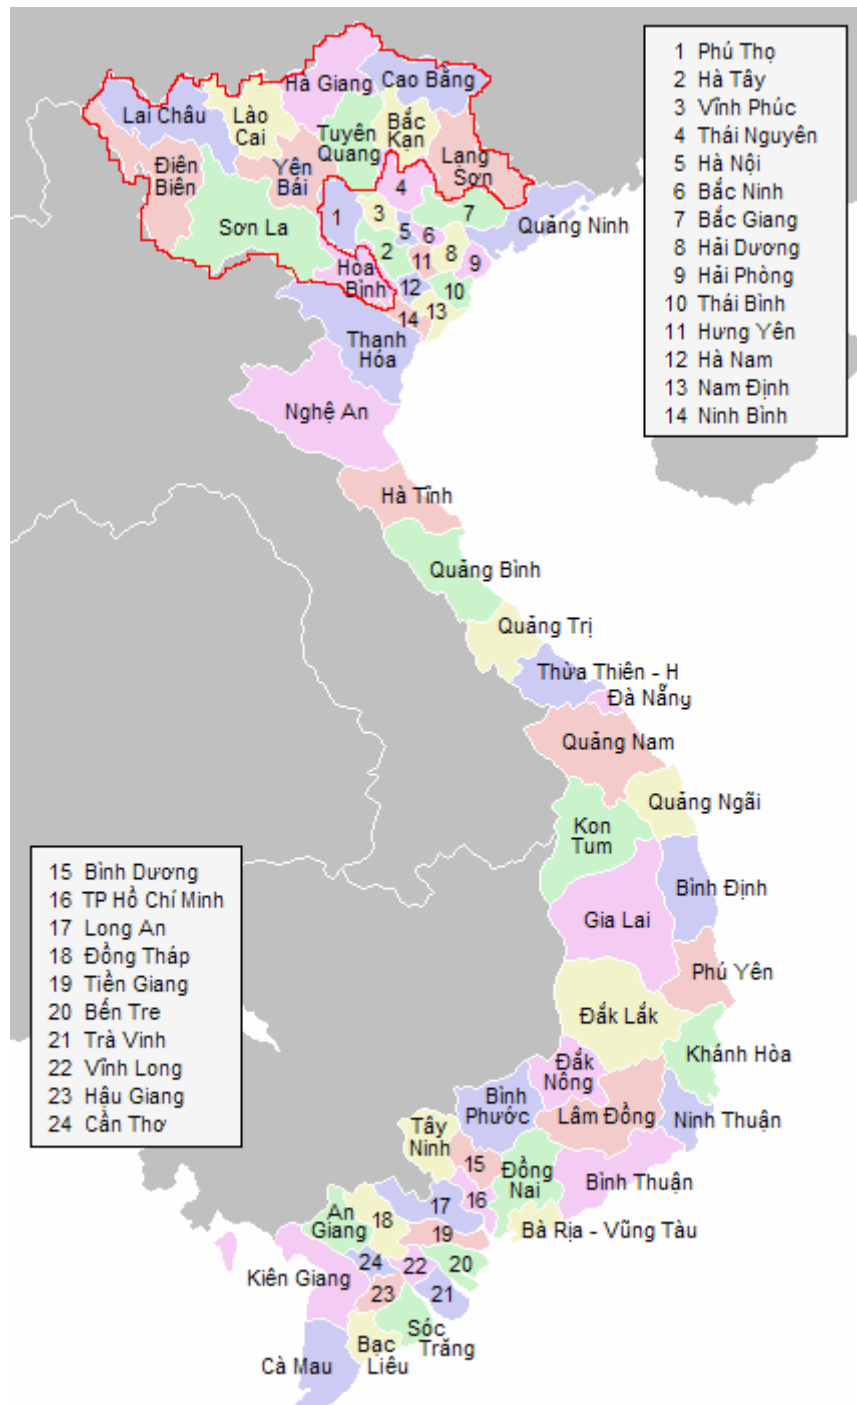 1 Phú Thọ
2 Hà Tây
3 Vĩnh Phúc
4 Thái Nguyên
5 Hà Nội
6 Bắc Ninh
7 Bắc Giang
8 Hải Dương
9 Hải Phòng
10 Thái Bình
11 Hưng Yên
12 Hà Nam
13 Nam Định
14 Ninh Bình
Hà Giang
Cao Bằng
Lai Châu
Lào
Cai
Bắc
Kạn
Tuyên
Quang
Lạng
Sơn
Điên
Biên
Yên
Bái
4
1
3
7
Sơn La
Quảng Ninh
5
6
2
8
11
9
Hòa
Bình
12
10
13
14
Thanh
Hóa
Nghệ An
Hà Tĩnh
Quảng Bình
Quảng Trị
Thừa Thiên - H
Đà Nẵng
Quảng Nam
Quảng Ngãi
Kon
Tum
Bình Định
Gia Lai
Phú Yên
Đắk Lắk
Khánh Hòa
Đắk
Nông
Bình
Phước
Lâm Đồng
Ninh Thuận
Tây
Ninh
15
Đồng
Nai
Bình Thuận
16
17
An
Giang
18
19
Bà Rịa - Vũng Tàu
24
22
20
Kiên Giang
23
21
Sóc
Trăng
Bạc
Liêu
Cà Mau
15 Bình Dương
16 TP Hồ Chí Minh
17 Long An
18 Đồng Tháp
19 Tiền Giang
20 Bến Tre
21 Trà Vinh
22 Vĩnh Long
23 Hậu Giang
24 Cần Thơ